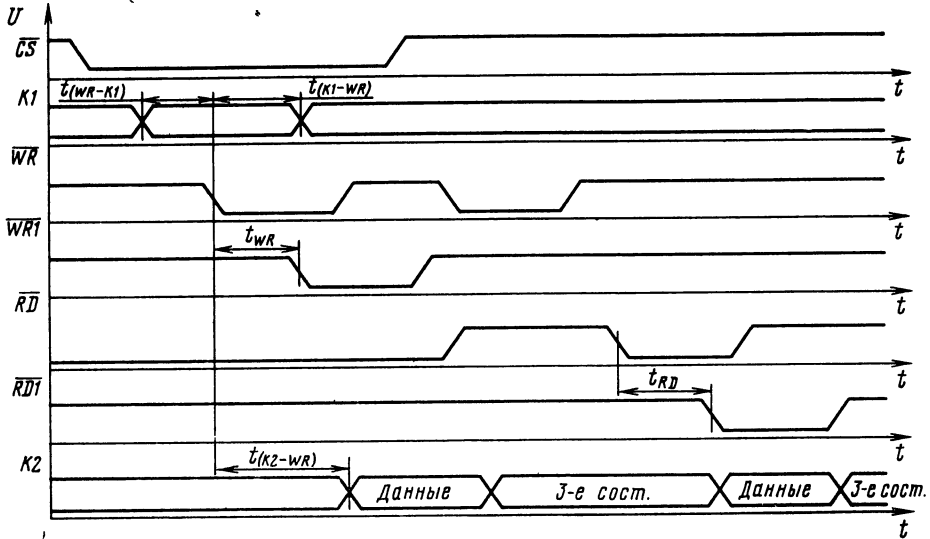 U
CS
t
K1
t(WR-K1)
t(K1-WR)
t
WR
t
WR1
tWR
t
RD
t
RD1
tRD
t
K2
t(K2-WR)
Данные
3-е сост.
Данные
3-е сост.
t